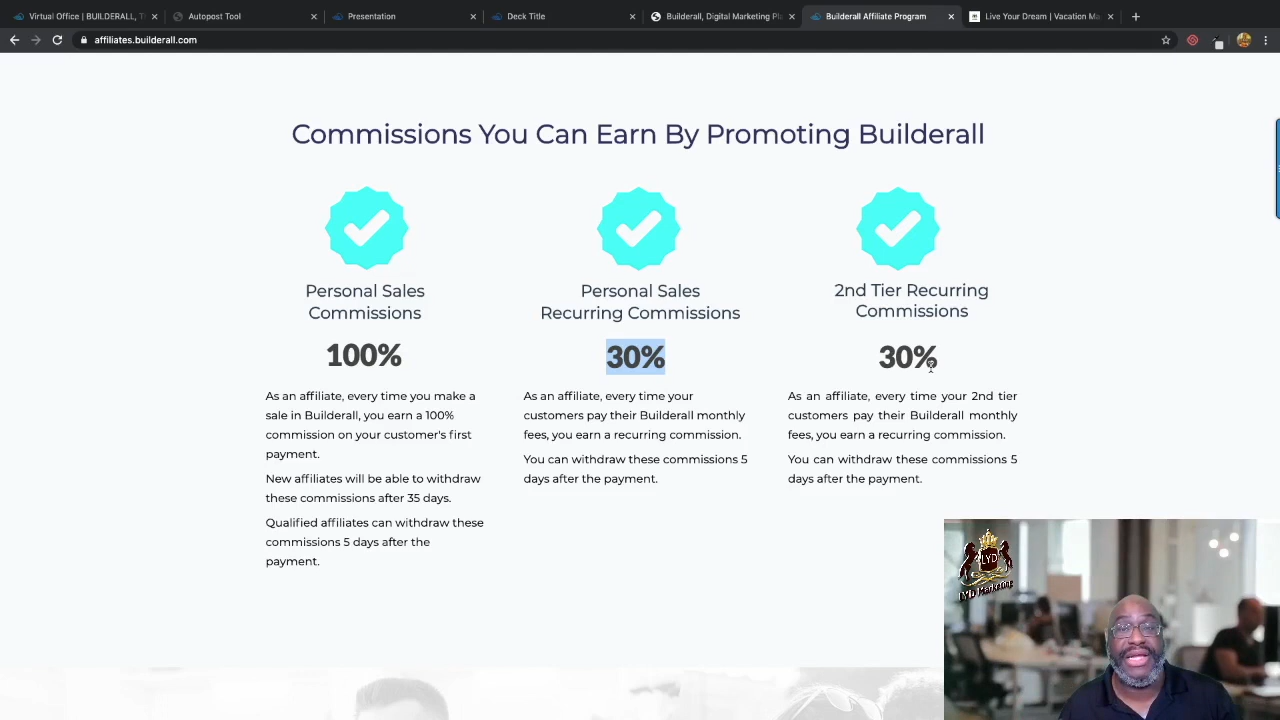 Virtual Office | BUILDERALL, T
Autopost Tool
Presentation
Deck Title
Builderall, Digital Marketing Pl
Builderall Affiliate Program
Live Your Dream | Vacation Ma
affiliates.builderall.com
Commissions You Can Earn By Promoting Builderall
Personal Sales
Commissions
100%
As an affiliate, every time you make a
sale in Builderall, you earn a 100%
commission on your customer's first
payment.
New affiliates will be able to withdraw
these commissions after 35 days.
Qualified affiliates can withdraw these
commissions 5 days after the
payment.
Personal Sales
Recurring Commissions
30%
As an affiliate, every time your
customers pay their Builderall monthly
fees, you earn a recurring commission.
You can withdraw these commissions 5
days after the payment.
2nd Tier Recurring
Commissions
30%
As an affiliate, every time your 2nd tier
customers pay their Builderall monthly
fees, you earn a recurring commission.
You can withdraw these commissions 5
days after the payment.
LYD
LYD Marketing